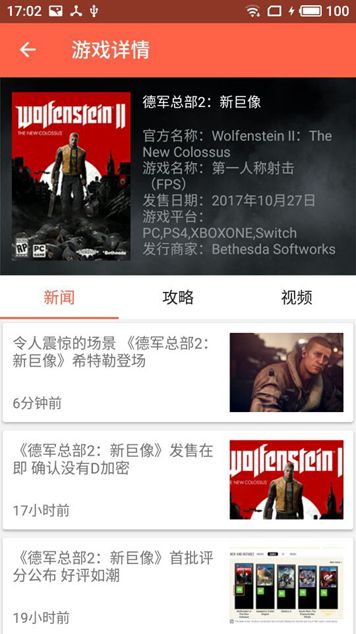 17:02
100
游戏详情
德军总部2：新巨像
Wolfenstein II
THE NEW COLOSSUS
官方名称：Wolfenstein II：The
New Colossus
游戏名称：第一人称射击
（FPS）
发售日期：2017年10月27日
游戏平台：
PC,PS4,XBOXONE,Switch
发行商家：Bethesda Softworks
RP
PC
Bethesda
新闻
攻略
视频
令人震惊的场景 《德军总部2：
新巨像》希特勒登场
6分钟前
《德军总部2：新巨像》发售在
即 确认没有D加密
17小时前
olfenstein I
THE NEW COLOSSUS
《德军总部2：新巨像》首批评
分公布 好评如潮
19小时前